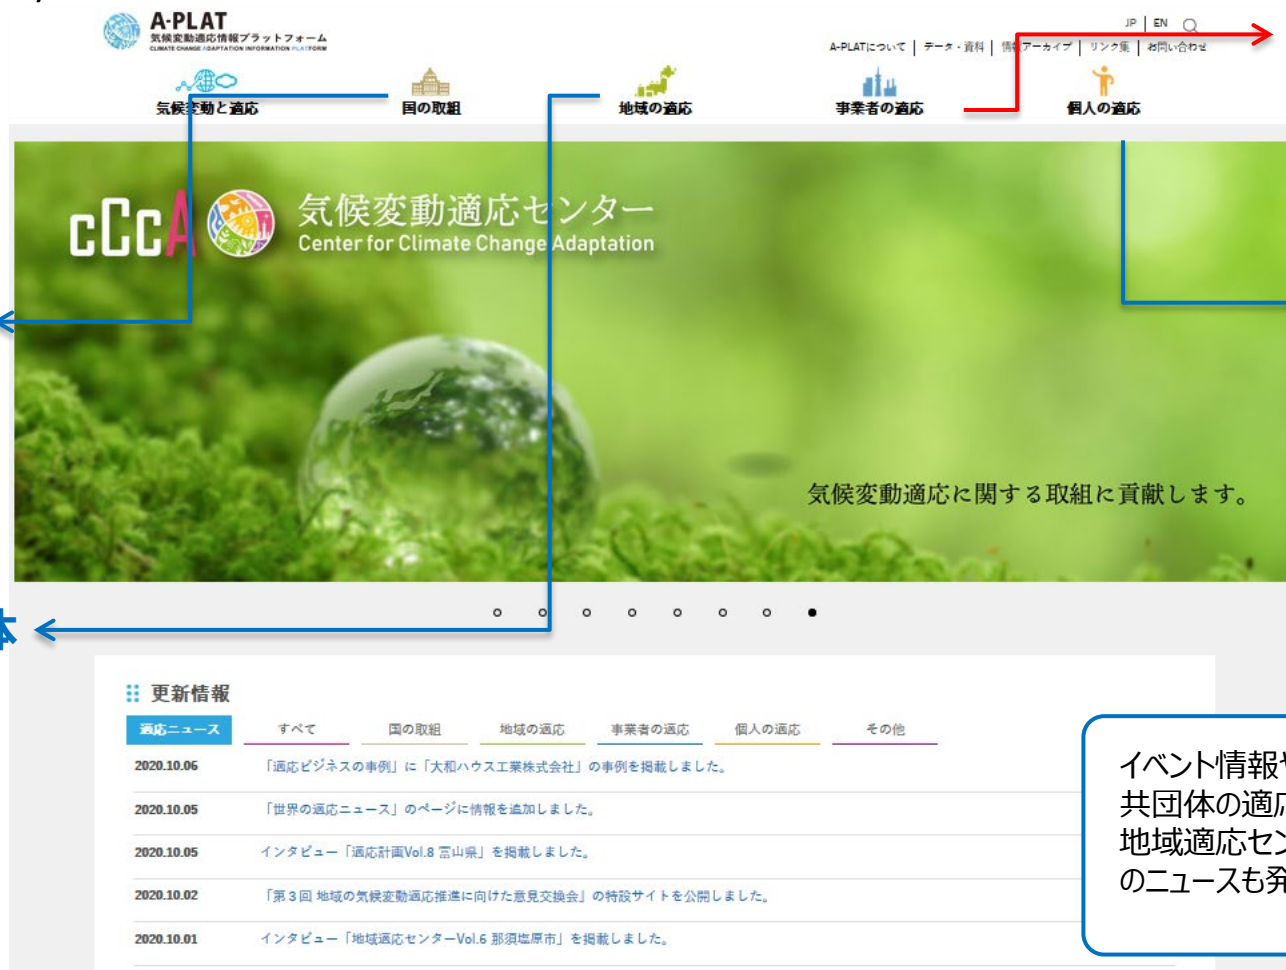 A-PLAT
気候変動適応情報プラットフォーム
CLIMATE CHANGE ADAPTATION INFORMATION PLATFORM
JP | EN
A-PLATについて | データ・資料 | 情報アーカイブ | リンク集 | お問い合わせ
気候変動と適応
国の取組
地域の適応
事業者の適応
個人の適応
cCcA
気候変動適応センター
Center for Climate Change Adaptation
気候変動適応に関する取組に貢献します。
体
更新情報
適応ニュース すべて 国の取組 地域の適応 事業者の適応 個人の適応 その他
2020.10.06 「適応ビジネスの事例」に「大和ハウス工業株式会社」の事例を掲載しました。
2020.10.05 「世界の適応ニュース」のページに情報を追加しました。
2020.10.05 インタビュー「適応計画Vol.8 富山県」を掲載しました。
2020.10.02 「第3回 地域の気候変動適応推進に向けた意見交換会」の特設サイトを公開しました。
2020.10.01 インタビュー「地域適応センターVol.6 那須塩原市」を掲載しました。
イベント情報や
共団体の適応
地域適応セン
のニュースも発